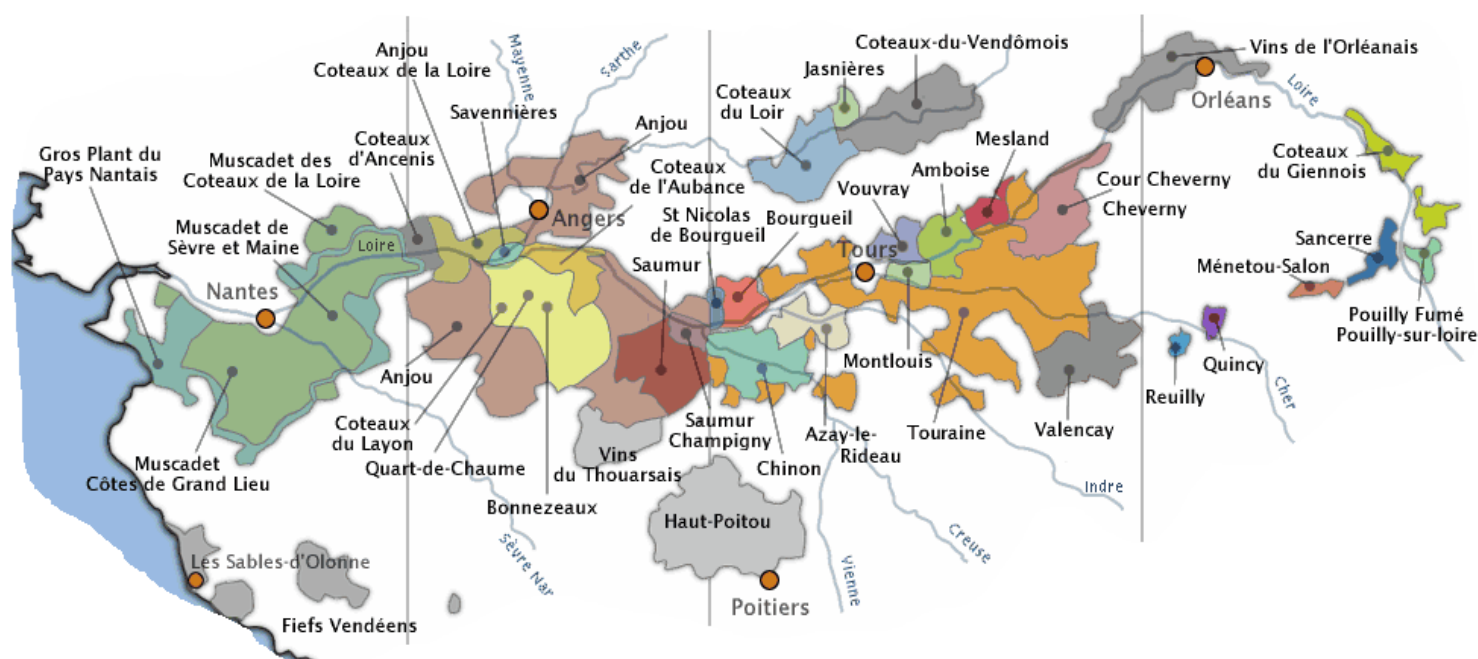 Anjou
Coteaux de la Loire
Mayenne
Sarthe
Coteaux-du-Vendômois
Jasnières
Vins de l'Orléanais
Orléans
Loire
Savennières
Coteaux
du Loir
Anjou
Mesland
Coteaux
du Giennois
Gros Plant du
Pays Nantais
Muscadet des
Coteaux de la Loire
Coteaux
d'Ancenis
Coteaux
de l'Aubance
Vouvray
Amboise
Cour Cheverny
Cheverny
Muscadet de
Sèvre et Maine
Loire
Angers
St Nicolas
de Bourgueil
Bourgueil
Tours
Sancerre
Ménetou-Salon
Nantes
Saumur
Pouilly Fumé
Pouilly-sur-loire
Anjou
Montlouis
Quincy
Reuilly
Cher
Coteaux
du Layon
Quart-de-Chaume
Bonnezeaux
Saumur
Champigny
Azay-le-
Rideau
Touraine
Valencay
Muscadet
Côtes de Grand Lieu
Vins
du Thouarsais
Chinon
Indre
Haut-Poitou
Creuse
Vienne
Sèvre Nar
Les Sables-d'Olonne
Poitiers
Fiefs Vendéens